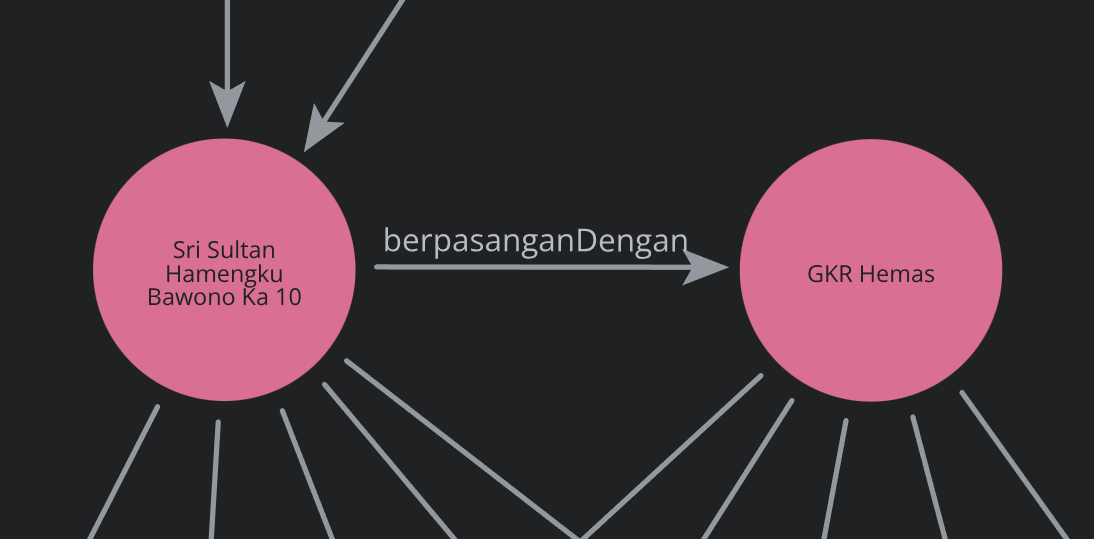 berpasanganDengan
Sri Sultan
Hamengku
Bawono Ka 10
GKR Hemas